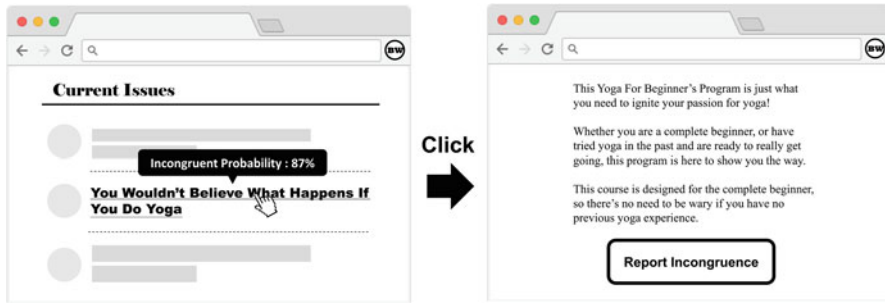 BW
Current Issues
Incongruent Probability : 87%
You Wouldn't Believe What Happens If
You Do Yoga
Click
BW
This Yoga For Beginner's Program is just what
you need to ignite your passion for yoga!
Whether you are a complete beginner, or have
tried yoga in the past and are ready to really get
going, this program is here to show you the way.
This course is designed for the complete beginner,
so there's no need to be wary if you have no
previous yoga experience.
Report Incongruence